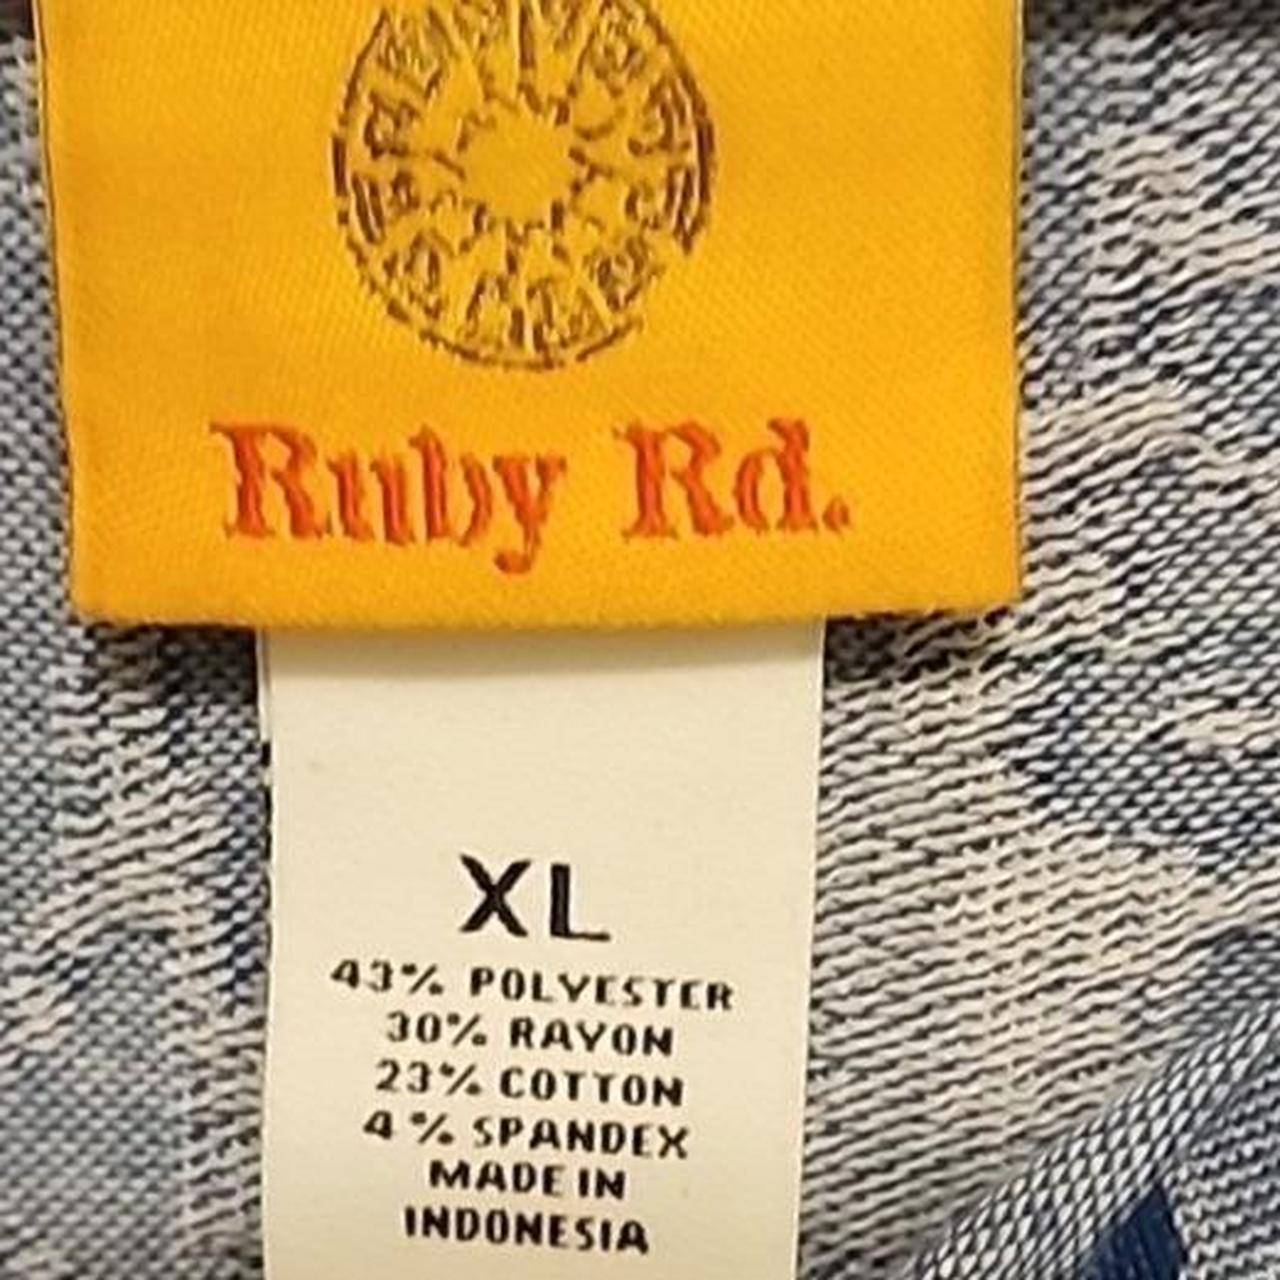 Ruby Rd.
XL
43% POLYESTER
30% RAYON
23% COTTON
4% SPANDEX
MADE IN
INDONESIA